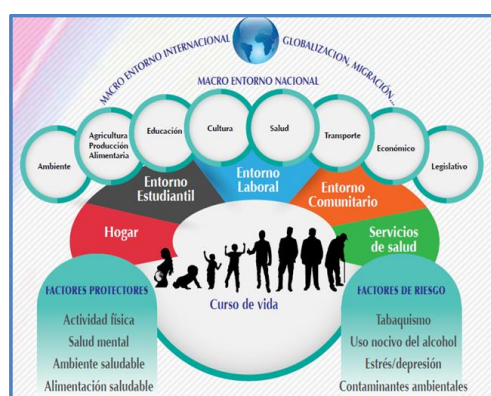 MACRO ENTORNO INTERNACIONAL
GLOBALIZACION, MIGRACIÓN...
MACRO ENTORNO NACIONAL
Ambiente
Agricultura
Producción
Alimentaria
Educación
Cultura
Salud
Transporte
Económico
Legislativo
Hogar
Entorno
Estudiantil
Entorno
Laboral
Entorno
Comunitario
Servicios
de salud
Curso de vida
FACTORES PROTECTORES
Actividad física
Salud mental
Ambiente saludable
Alimentación saludable
FACTORES DE RIESGO
Tabaquismo
Uso nocivo del alcohol
Estrés/depresión
Contaminantes ambientales